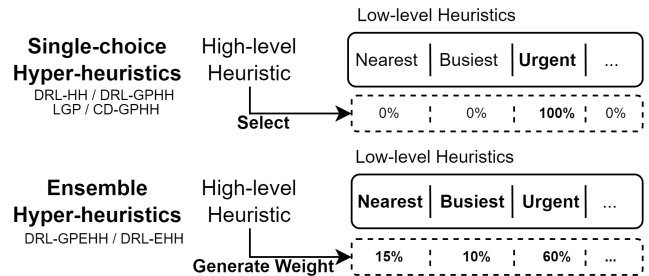 Low-level Heuristics
Single-choice
Hyper-heuristics
DRL-HH / DRL-GPHH
LGP / CD-GPHH
High-level
Heuristic
Select
Nearest Busiest Urgent ...
0% 0% 100% 0%
Low-level Heuristics
Ensemble
Hyper-heuristics
DRL-GPEHH / DRL-EHH
High-level
Heuristic
Generate Weight
Nearest Busiest Urgent ...
15% 10% 60% ...